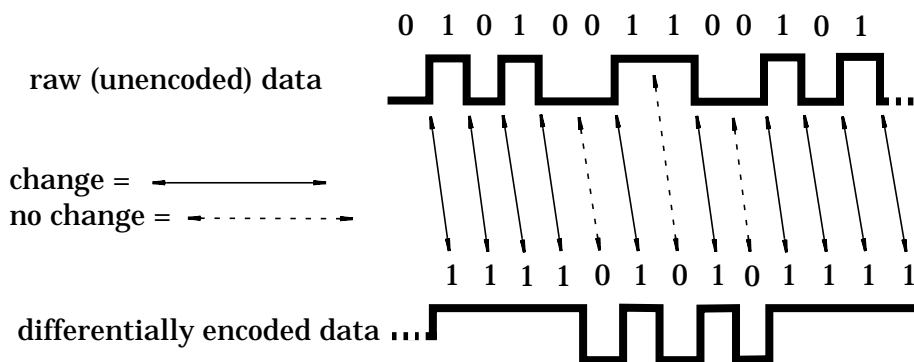 0 1 0 1 0 0 1 1 0 0 1 0 1
raw (unencoded) data
change =
no change =
1 1 1 1 0 1 0 1 0 1 1 1 1
differentially encoded data